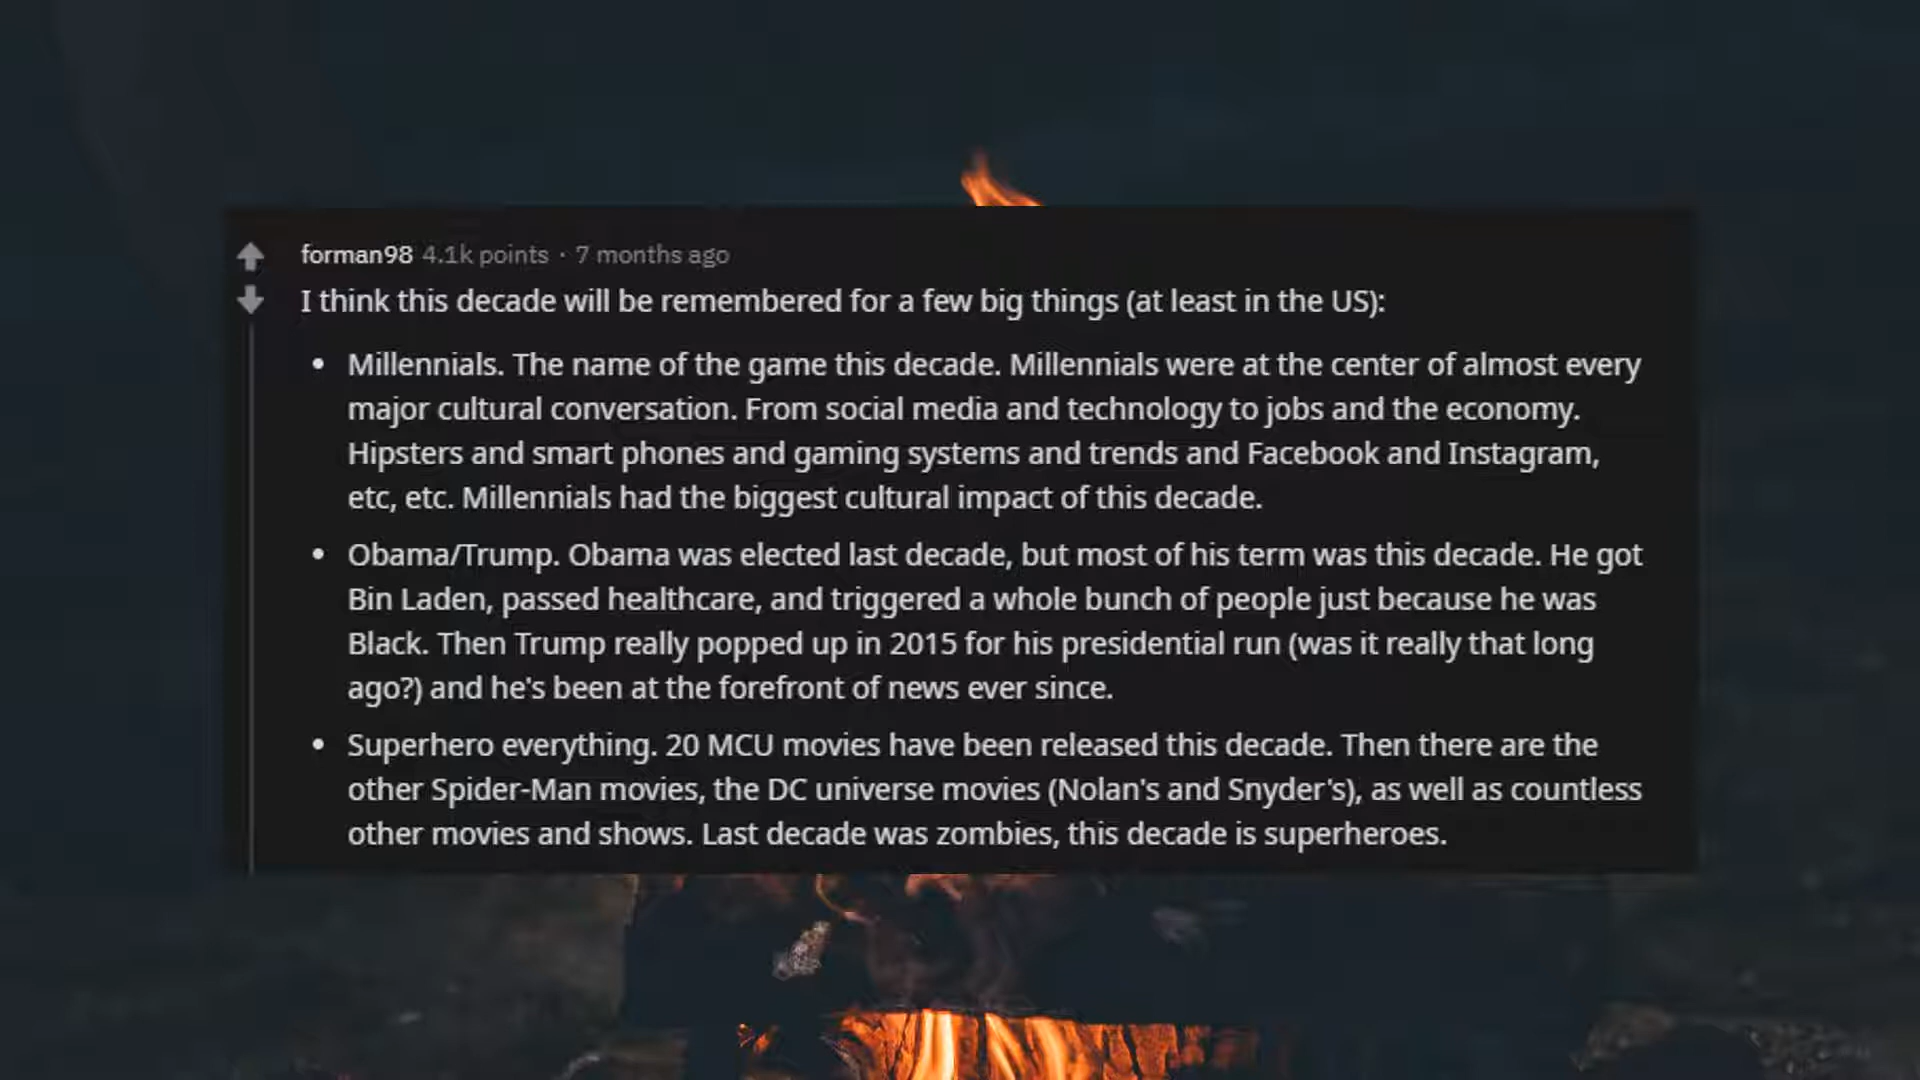 forman98 4.1k points · 7 months ago
I think this decade will be remembered for a few big things (at least in the US):
• Millennials. The name of the game this decade. Millennials were at the center of almost every
major cultural conversation. From social media and technology to jobs and the economy.
Hipsters and smart phones and gaming systems and trends and Facebook and Instagram,
etc, etc. Millennials had the biggest cultural impact of this decade.
• Obama/Trump. Obama was elected last decade, but most of his term was this decade. He got
Bin Laden, passed healthcare, and triggered a whole bunch of people just because he was
Black. Then Trump really popped up in 2015 for his presidential run (was it really that long
ago?) and he's been at the forefront of news ever since.
• Superhero everything. 20 MCU movies have been released this decade. Then there are the
other Spider-Man movies, the DC universe movies (Nolan's and Snyder's), as well as countless
other movies and shows. Last decade was zombies, this decade is superheroes.